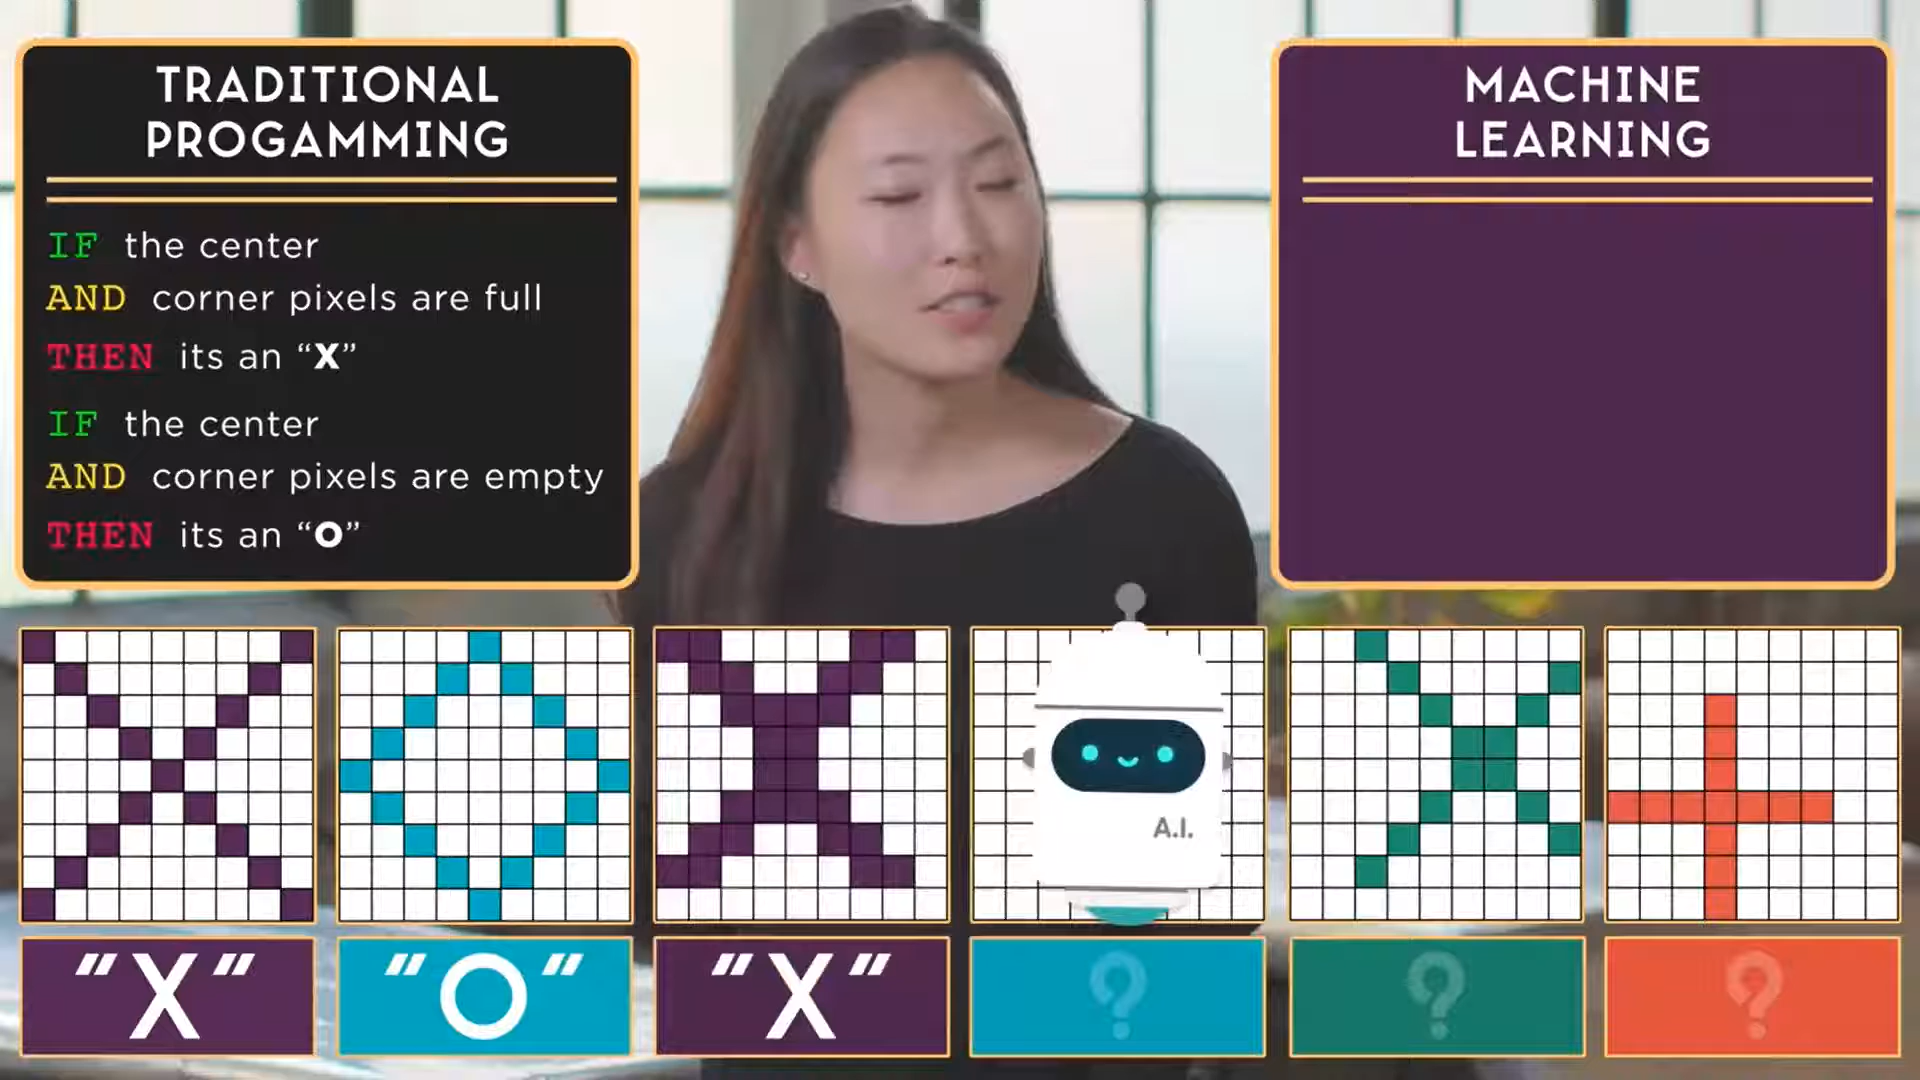 TRADITIONAL
PROGAMMING
IF the center
AND corner pixels are full
THEN its an “X”
IF the center
AND corner pixels are empty
THEN its an “O”
MACHINE
LEARNING
A.I.
"X"
"O"
"X"
?
?
?